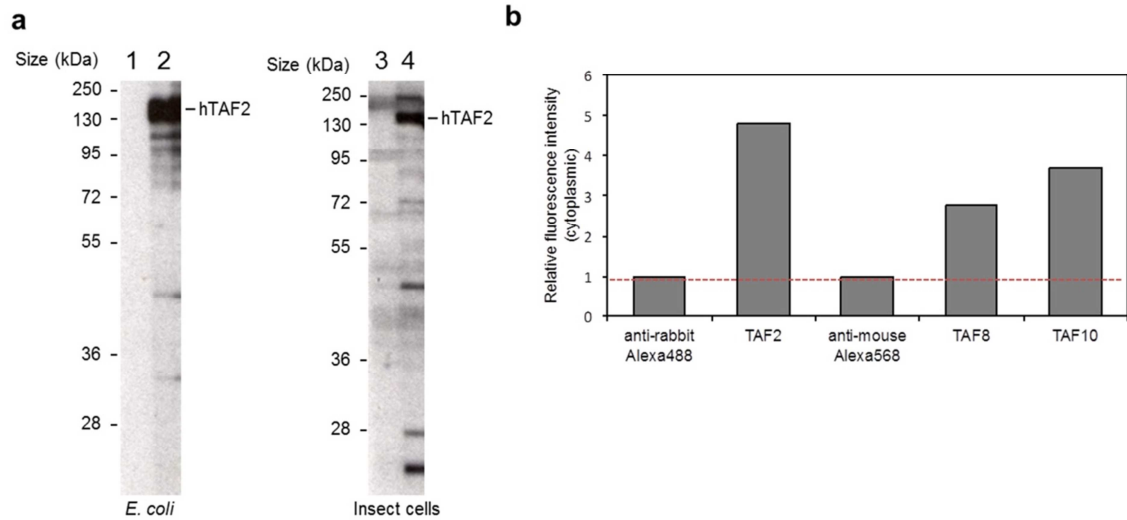 a
Size (kDa) 1 2
250
130
95
72
55
36
28
hTAF2
E. coli
Size (kDa) 3 4
250
130
95
72
55
36
28
hTAF2
Insect cells
b
Relative fluorescence intensity
(cytoplasmic)
6
5
4
3
2
1
0
anti-rabbit
Alexa488
TAF2
anti-mouse
Alexa568
TAF8
TAF10